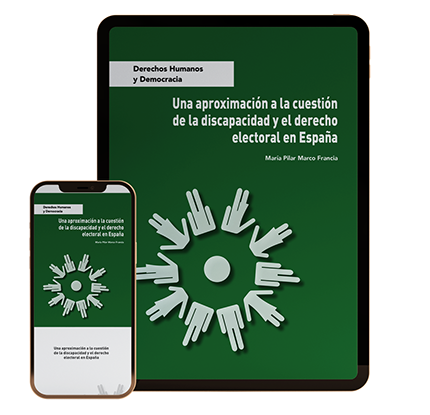 Derechos Humanos
y Democracia
Una aproximación a la cuestión
de la discapacidad y el derecho
electoral en España
María Pilar Marco Francia
Derechos Humanos
y Democracia
Una aproximación a la cuestión
de la discapacidad y el derecho
electoral en España
María Pilar Marco Francia
Una aproximación a la cuestión
de la discapacidad y el derecho
electoral en España